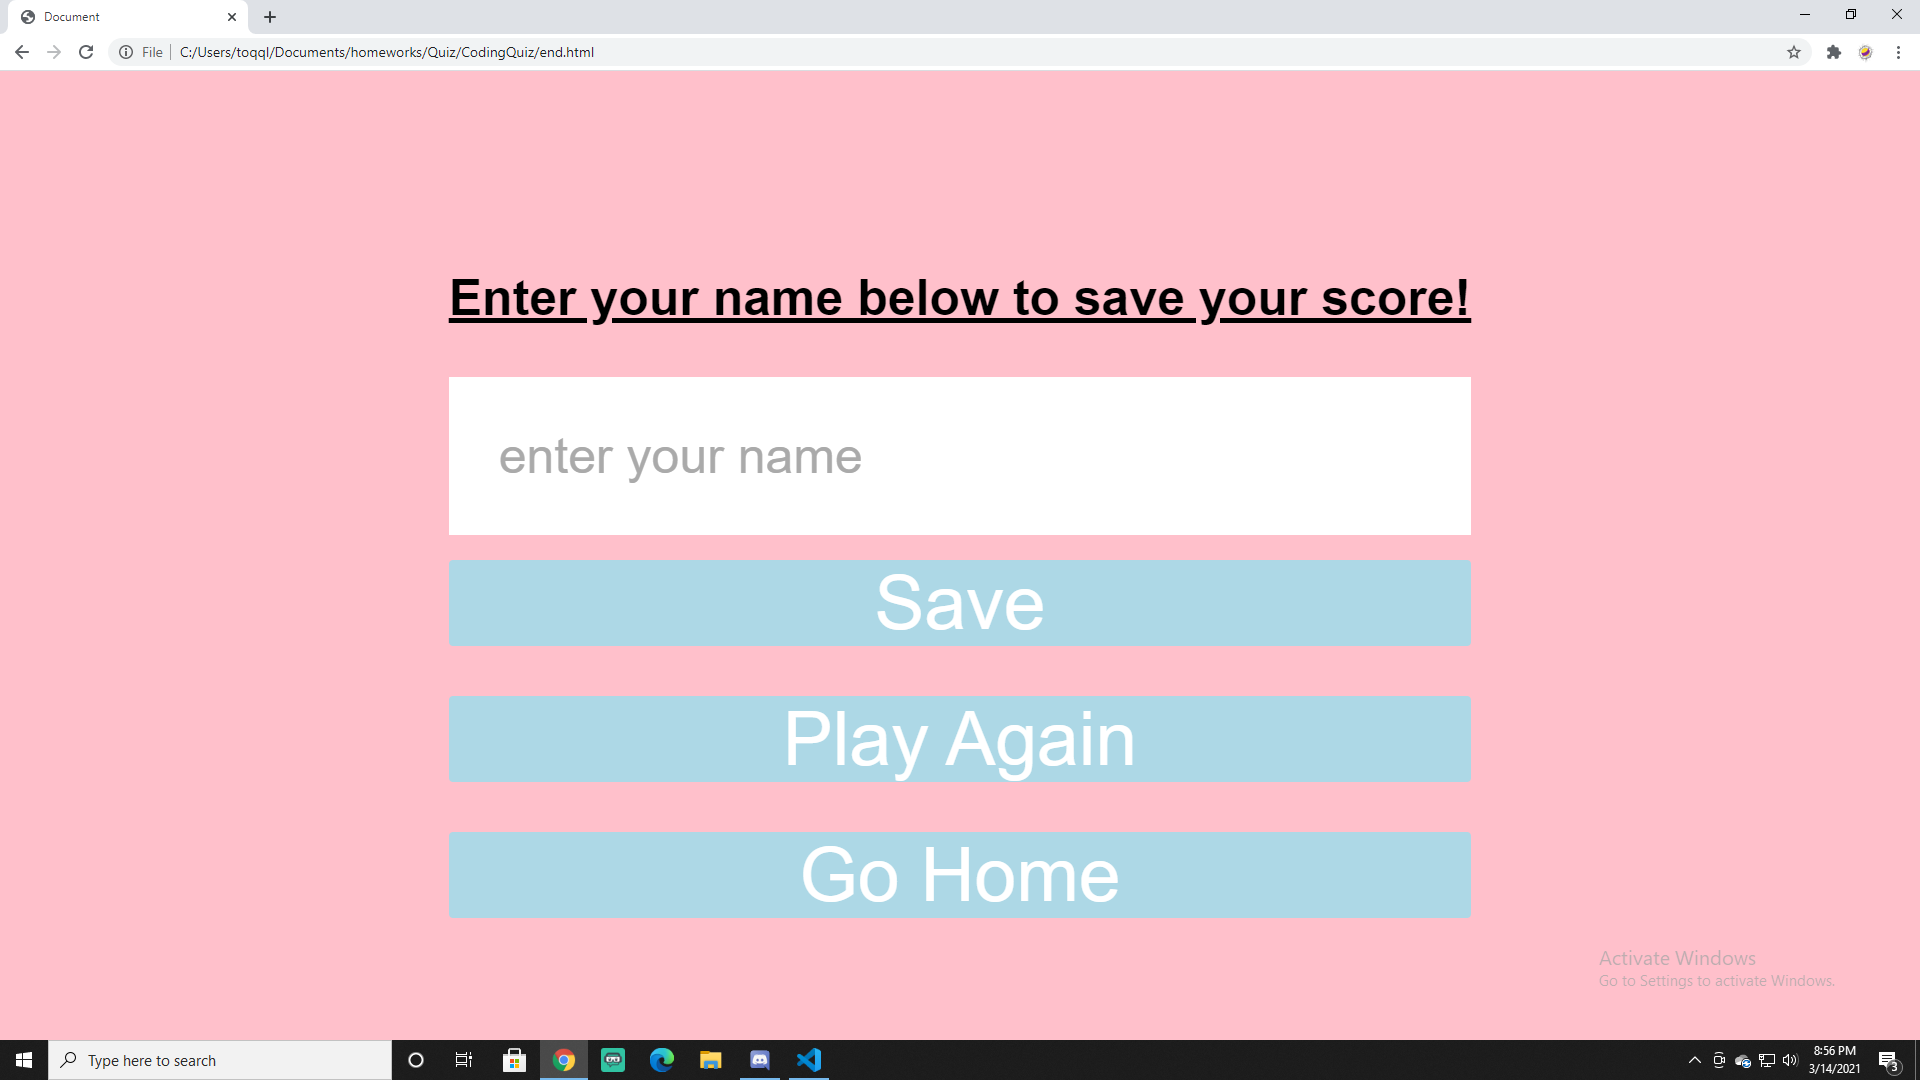 Document
File
C:/Users/toqql/Documents/homeworks/Quiz/CodingQuiz/end.html
Enter your name below to save your score!
enter your name
Save
Play Again
Go Home
Activate Windows
Go to Settings to activate Windows.
Type here to search
8:56 PM
3/14/2021
3